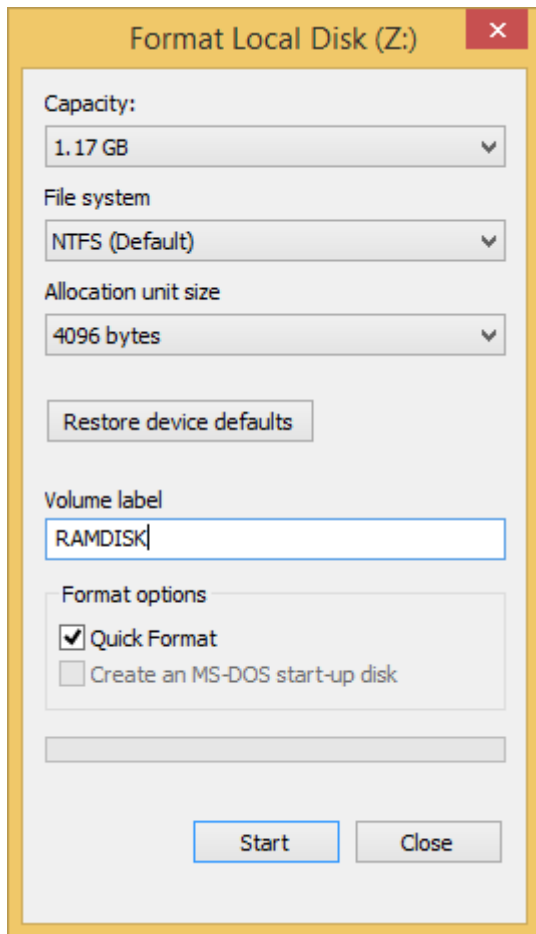 Format Local Disk (Z:)
Capacity:
1.17 GB
File system
NTFS (Default)
Allocation unit size
4096 bytes
Restore device defaults
Volume label
RAMDISK
Format options
Quick Format
Create an MS-DOS start-up disk
Start Close